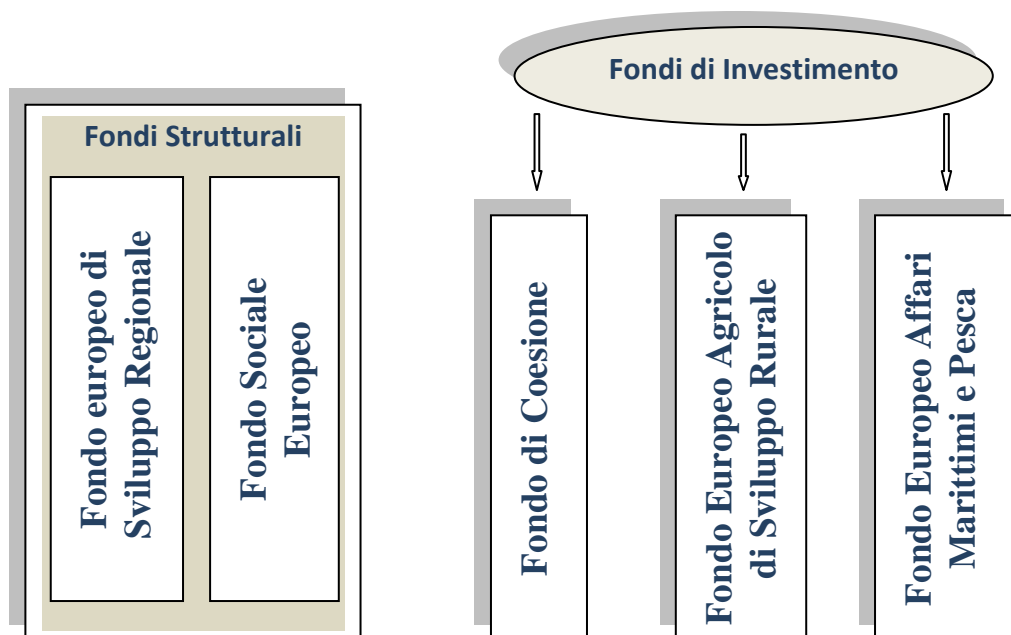 Fondi Strutturali
Fondo europeo di
Sviluppo Regionale
Fondo Sociale
Europeo
Fondi di Investimento
Fondo di Coesione
Fondo Europeo Agricolo
di Sviluppo Rurale
Fondo Europeo Affari
Marittimi e Pesca